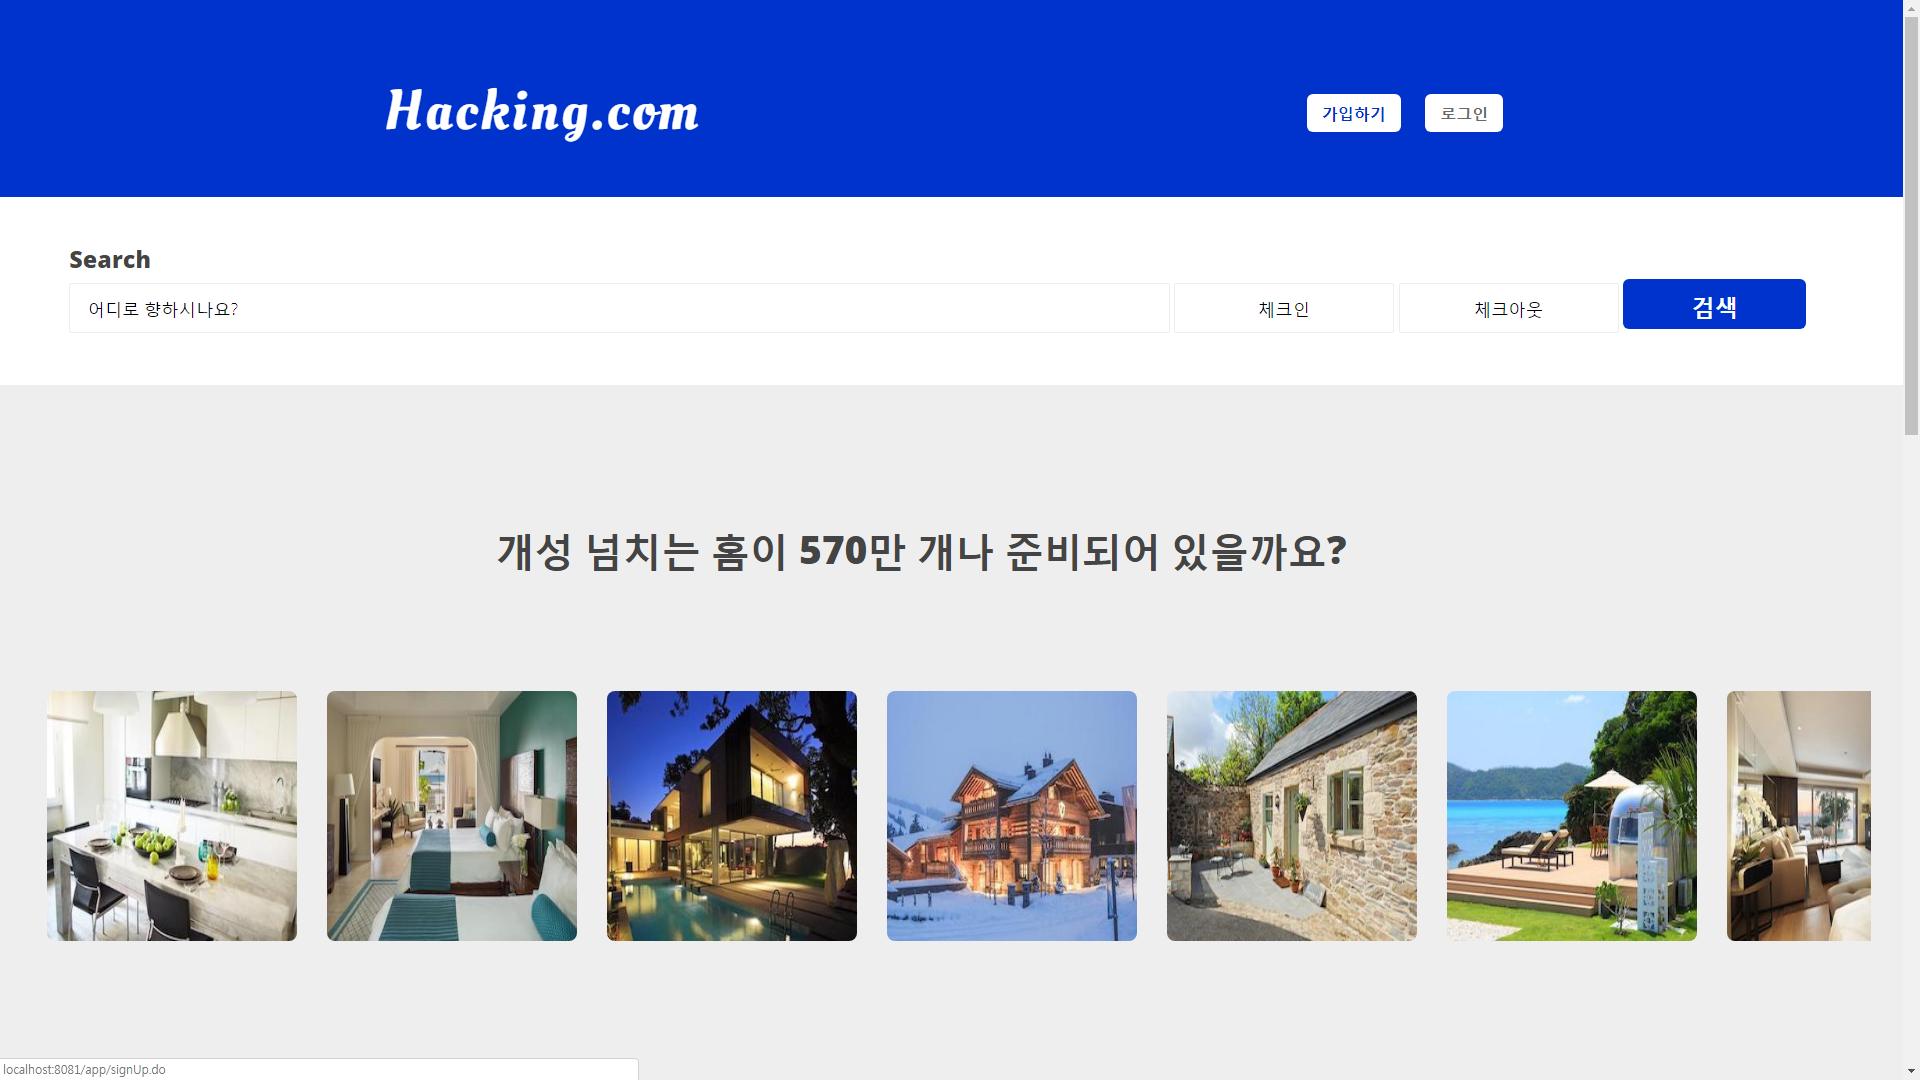 Hacking.com
가입하기
로그인
Search
어디로 향하시나요?
체크인
체크아웃
검색
개성 넘치는 홈이 570만 개나 준비되어 있을까요?
localhost:8081/app/signUp.do